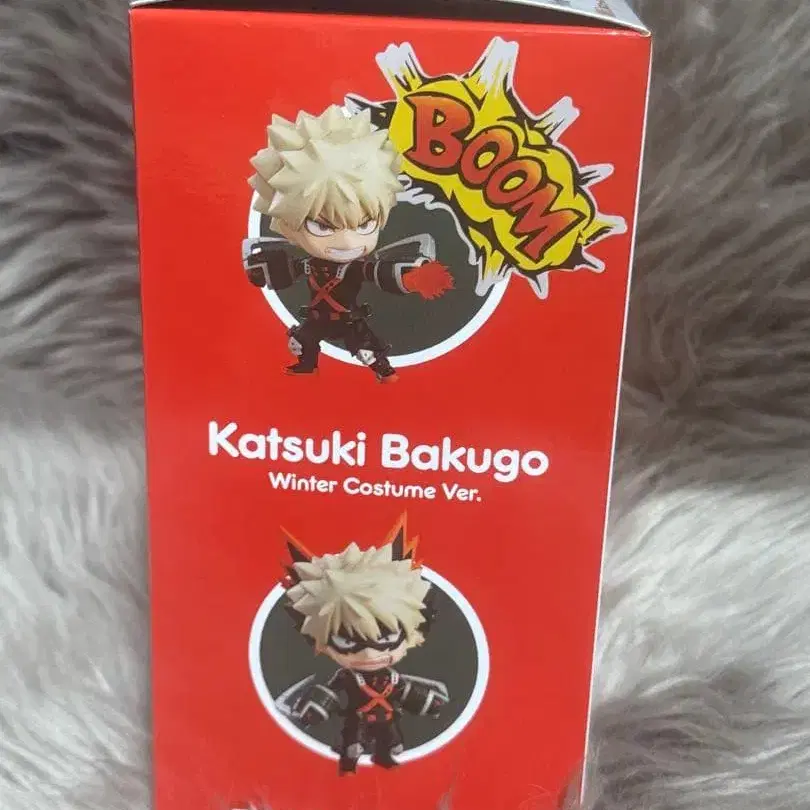 BOOM
Katsuki Bakugo
Winter Costume Ver.